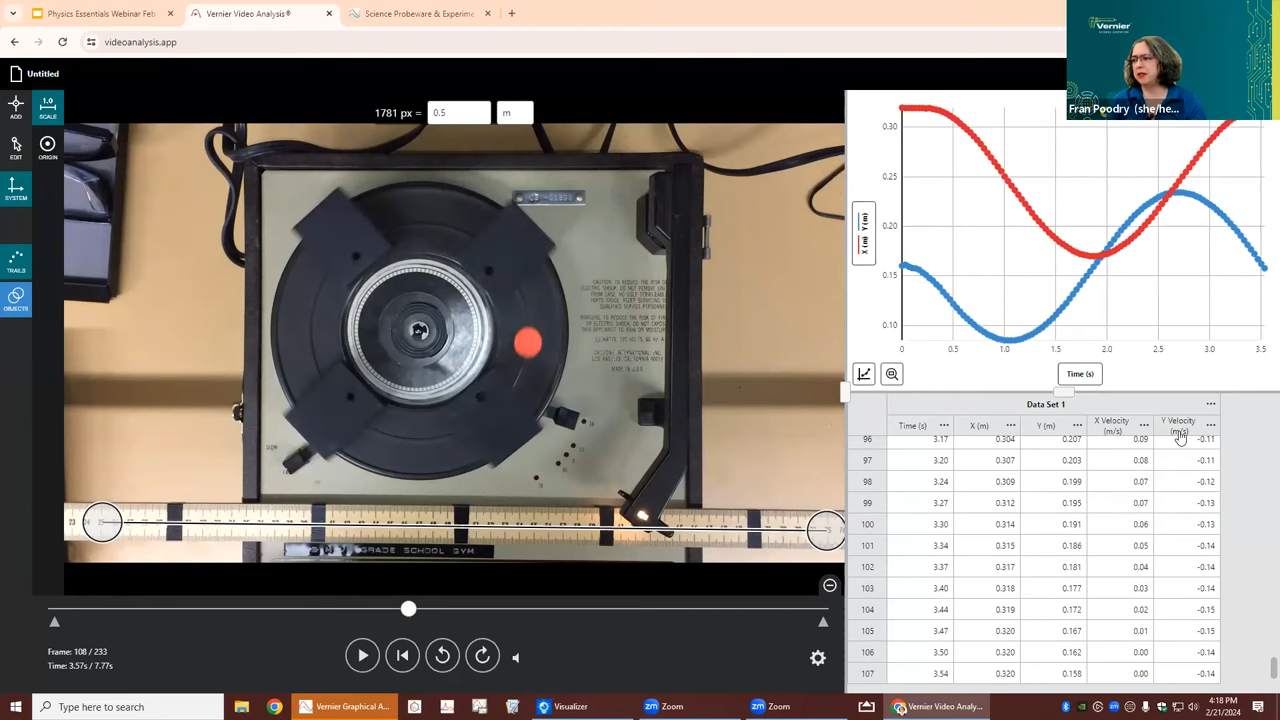 Physics Essentials Webinar Feb
Vernier Video Analysis®
Science Probeware & Experime
videoanalysis.app
Vernier
Fran Poodry (she/he...
Untitled
1781 px =
0.5
m
1.0
ADD
SCALE
EDIT
ORIGIN
SYSTEM
TRAILS
OBJECTS
MADE IN U.S.A.
23
GRADE SCHOOL GYM
0.30
0.25
0.20
0.15
0.10
X (m) Y (m)
0 0.5 1.0 1.5 2.0 2.5 3.0 3.5
Time (s)
Data Set 1
Time (s) X (m) Y (m) X Velocity (m/s) Y Velocity (m/s)
96 3.17 0.304 0.207 0.09 -0.11
97 3.20 0.307 0.203 0.08 -0.11
98 3.24 0.309 0.199 0.07 -0.12
99 3.27 0.312 0.195 0.07 -0.13
100 3.30 0.314 0.191 0.06 -0.13
101 3.34 0.315 0.186 0.05 -0.14
102 3.37 0.317 0.181 0.04 -0.14
103 3.40 0.318 0.177 0.03 -0.14
104 3.44 0.319 0.172 0.02 -0.15
105 3.47 0.320 0.167 0.01 -0.15
106 3.50 0.320 0.162 0.00 -0.14
107 3.54 0.320 0.158 0.00 -0.14
Frame: 108 / 233
Time: 3.57s / 7.77s
Type here to search
Vernier Graphical A...
Visualizer
Zoom
Zoom
Vernier Video Analy...
4:18 PM
2/21/2024